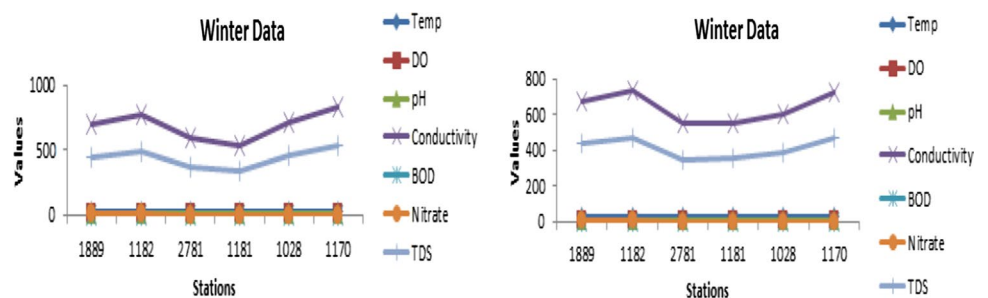 Winter Data
Values
1000
500
0
1889 1182 2781 1181 1028 1170
Stations
Temp
DO
pH
Conductivity
BOD
Nitrate
TDS
Winter Data
Values
800
600
400
200
0
1889 1182 2781 1181 1028 1170
Stations
Temp
DO
pH
Conductivity
BOD
Nitrate
TDS